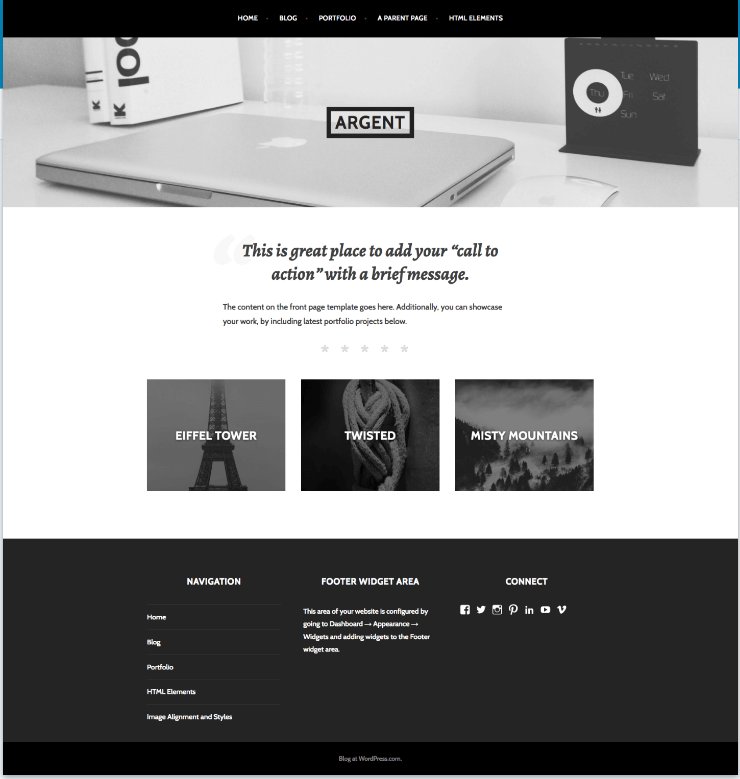 HOME BLOG PORTFOLIO A PARENT PAGE HTML ELEMENTS
K
K loo
Tue Wed
Thu Fri Sat
Sun
ARGENT
“
This is great place to add your “call to
action” with a brief message.
The content on the front page template goes here. Additionally, you can showcase
your work, by including latest portfolio projects below.
* * * * *
EIFFEL TOWER
TWISTED
MISTY MOUNTAINS
NAVIGATION
Home
Blog
Portfolio
HTML Elements
Image Alignment and Styles
FOOTER WIDGET AREA
This area of your website is configured by
going to Dashboard → Appearance →
Widgets and adding widgets to the Footer
widget area.
CONNECT
Blog at WordPress.com.